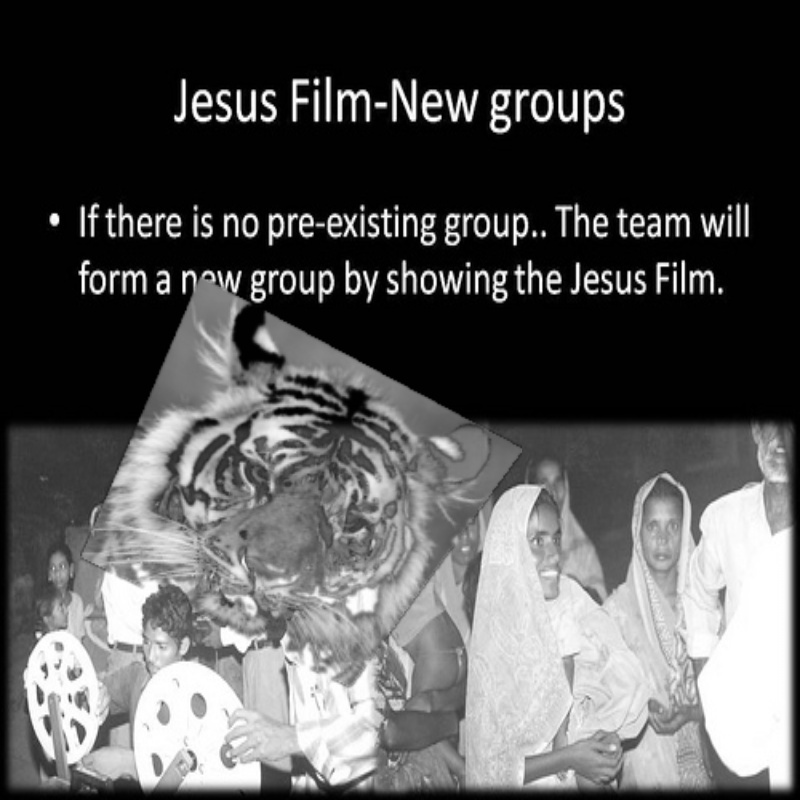 Jesus Film-New groups
• If there is no pre-existing group.. The team will
form a new group by showing the Jesus Film.